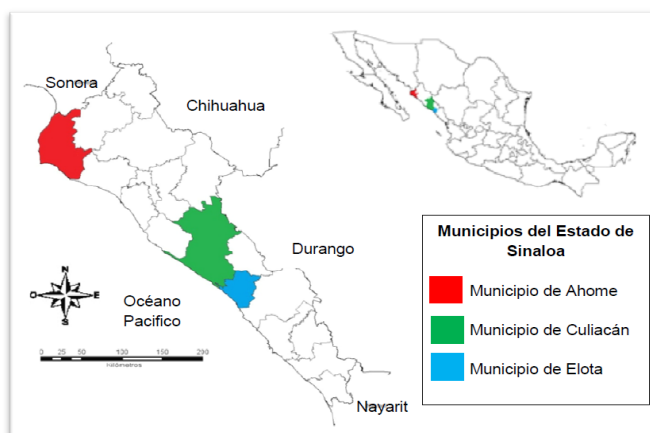 Sonora
Chihuahua
Durango
Océano
Pacifico
Nayarit
N
O
E
S
0 25 50 100 150 200
kilómetros
Municipios del Estado de
Sinaloa
Municipio de Ahome
Municipio de Culiacán
Municipio de Elota